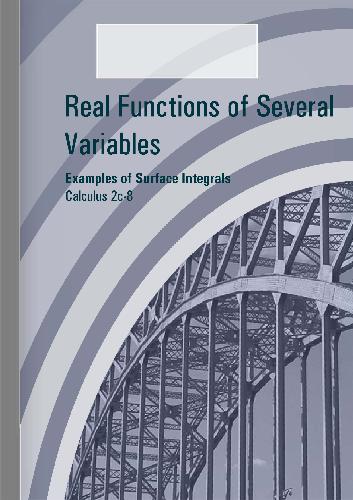 Real Functions of Several
Variables
Examples of Surface Integrals
Calculus 2c-8